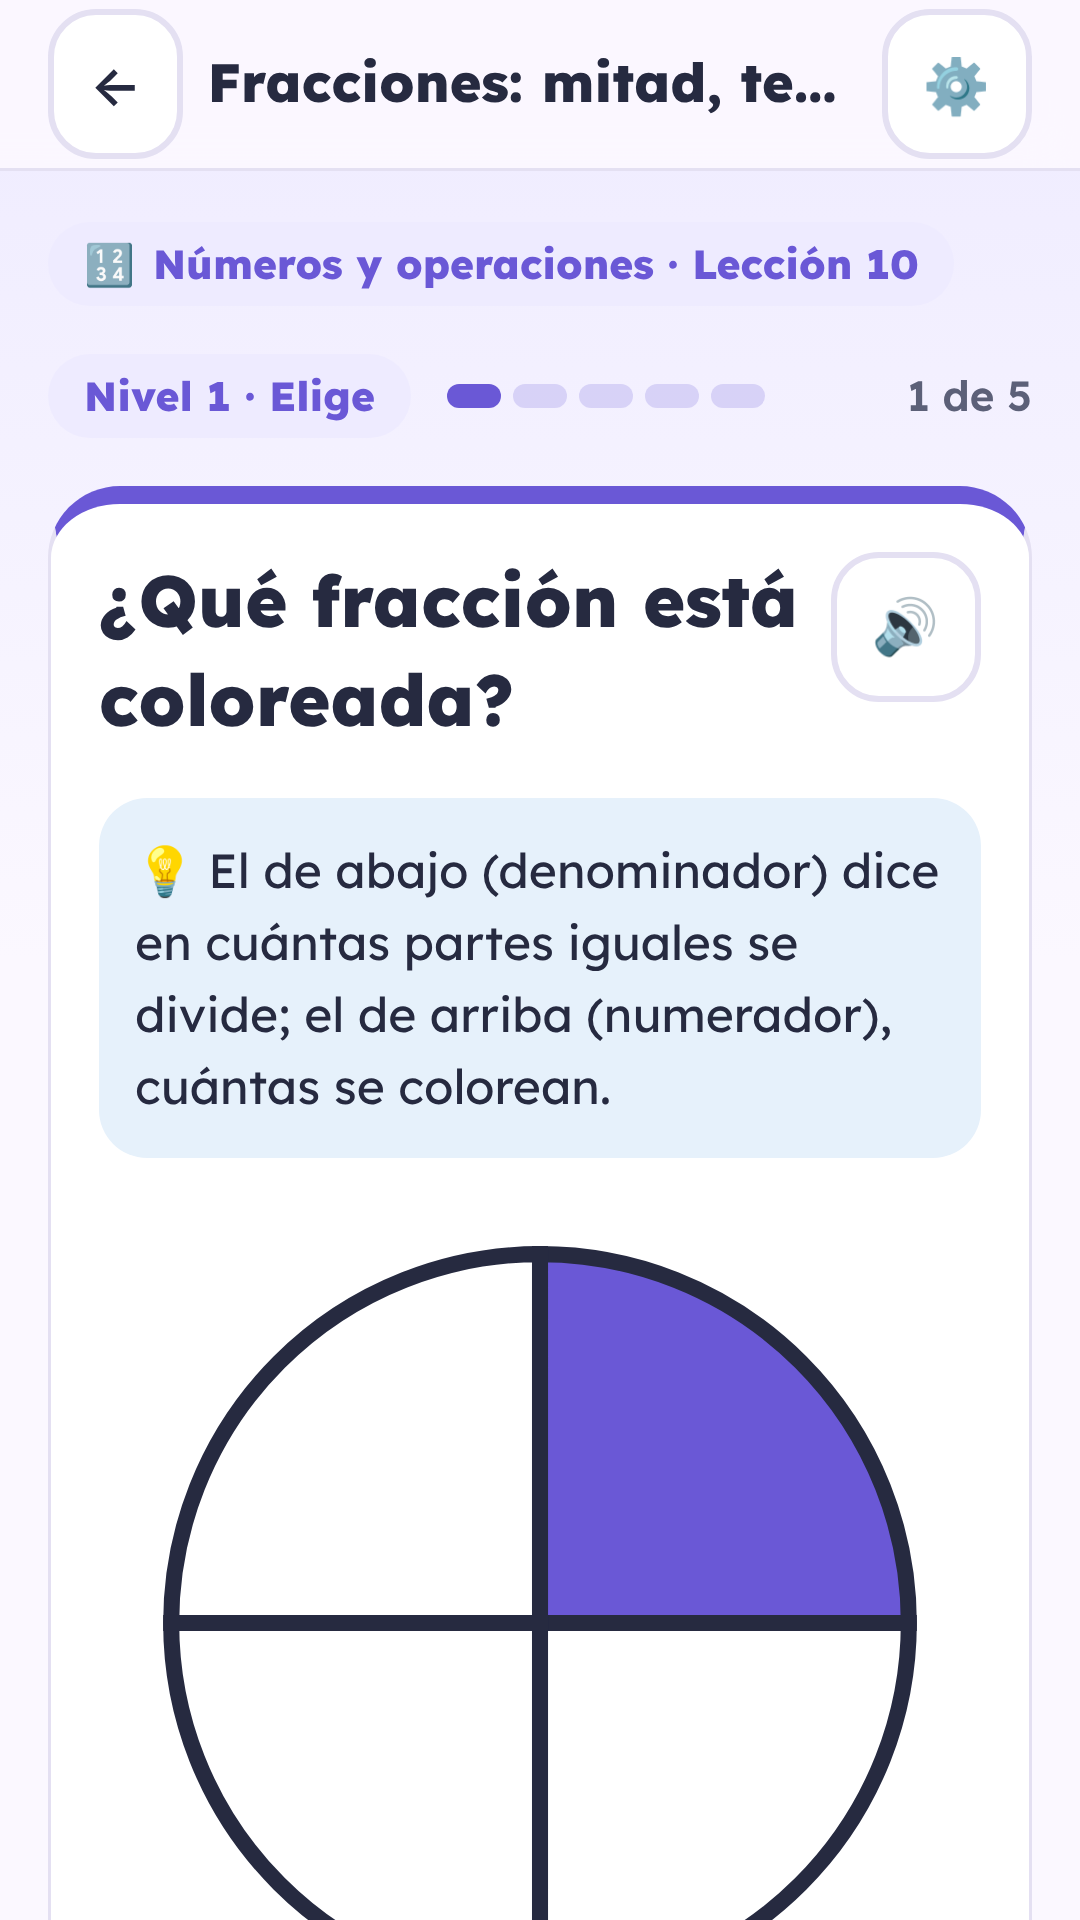 Fracciones: mitad, te...
Números y operaciones · Lección 10
Nivel 1 · Elige
1 de 5
¿Qué fracción está
coloreada?
El de abajo (denominador) dice
en cuántas partes iguales se
divide; el de arriba (numerador),
cuántas se colorean.